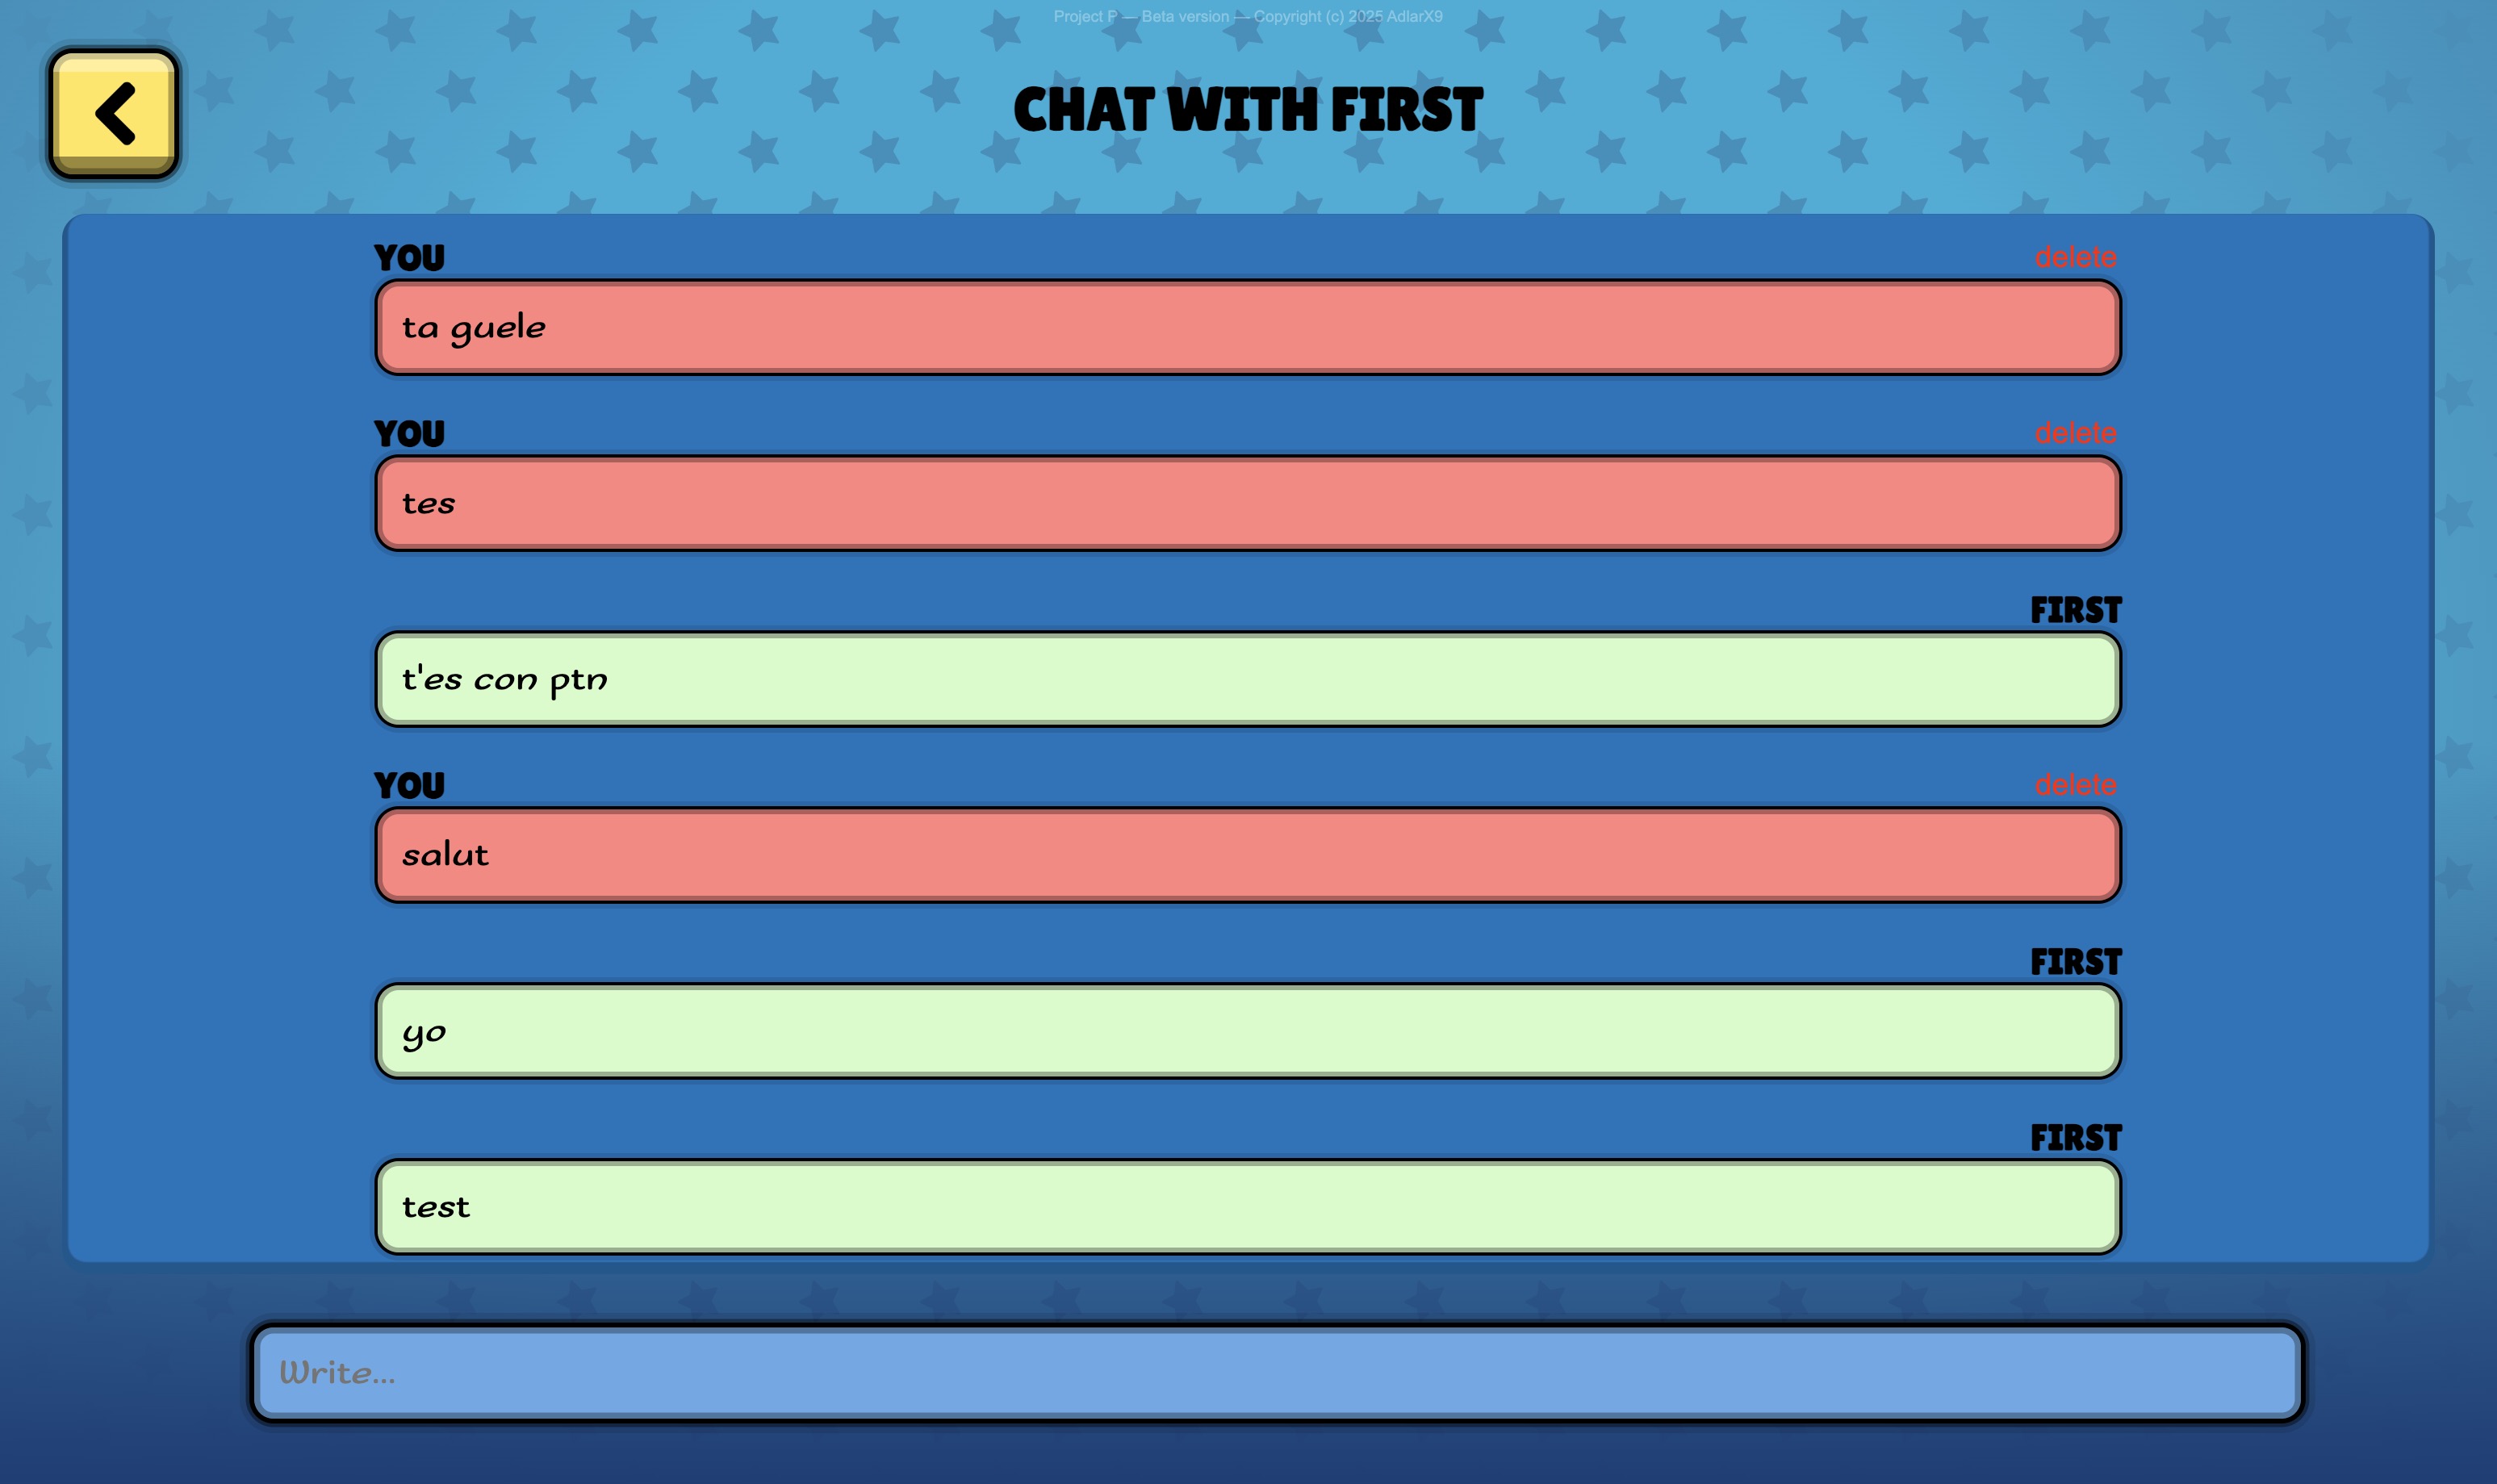 Project P — Beta version — Copyright (c) 2025 AdlarX9
CHAT WITH FIRST
YOU
delete
ta guele
YOU
delete
tes
FIRST
t'es con ptn
YOU
delete
salut
FIRST
yo
FIRST
test
Write...